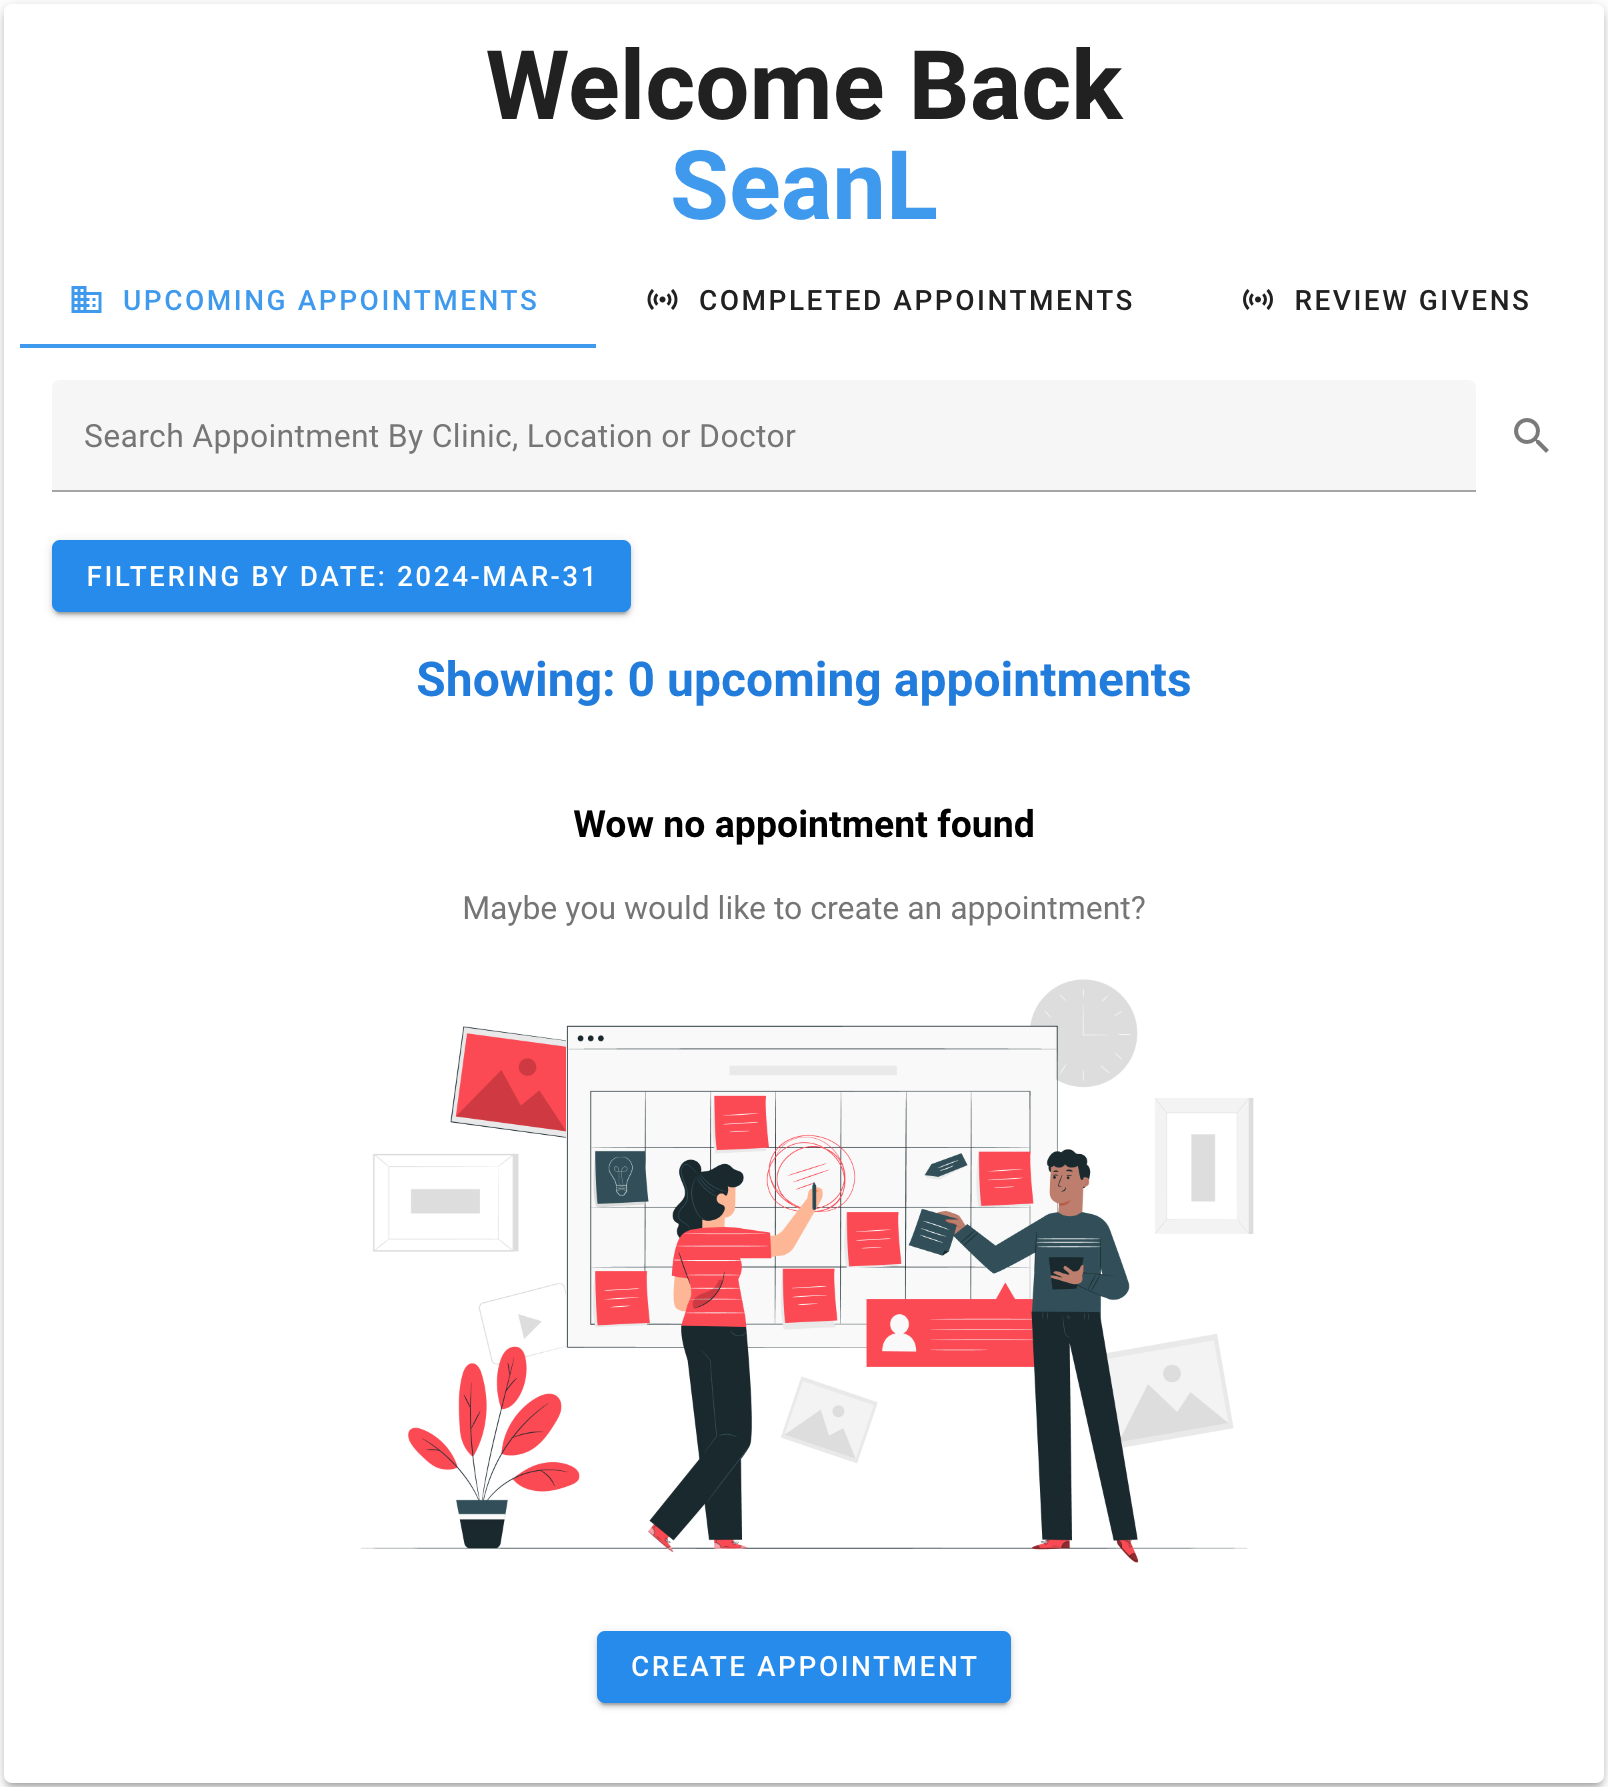 Welcome Back
SeanL
UPCOMING APPOINTMENTS
COMPLETED APPOINTMENTS
REVIEW GIVENS
Search Appointment By Clinic, Location or Doctor
FILTERING BY DATE: 2024-MAR-31
Showing: 0 upcoming appointments
Wow no appointment found
Maybe you would like to create an appointment?
CREATE APPOINTMENT